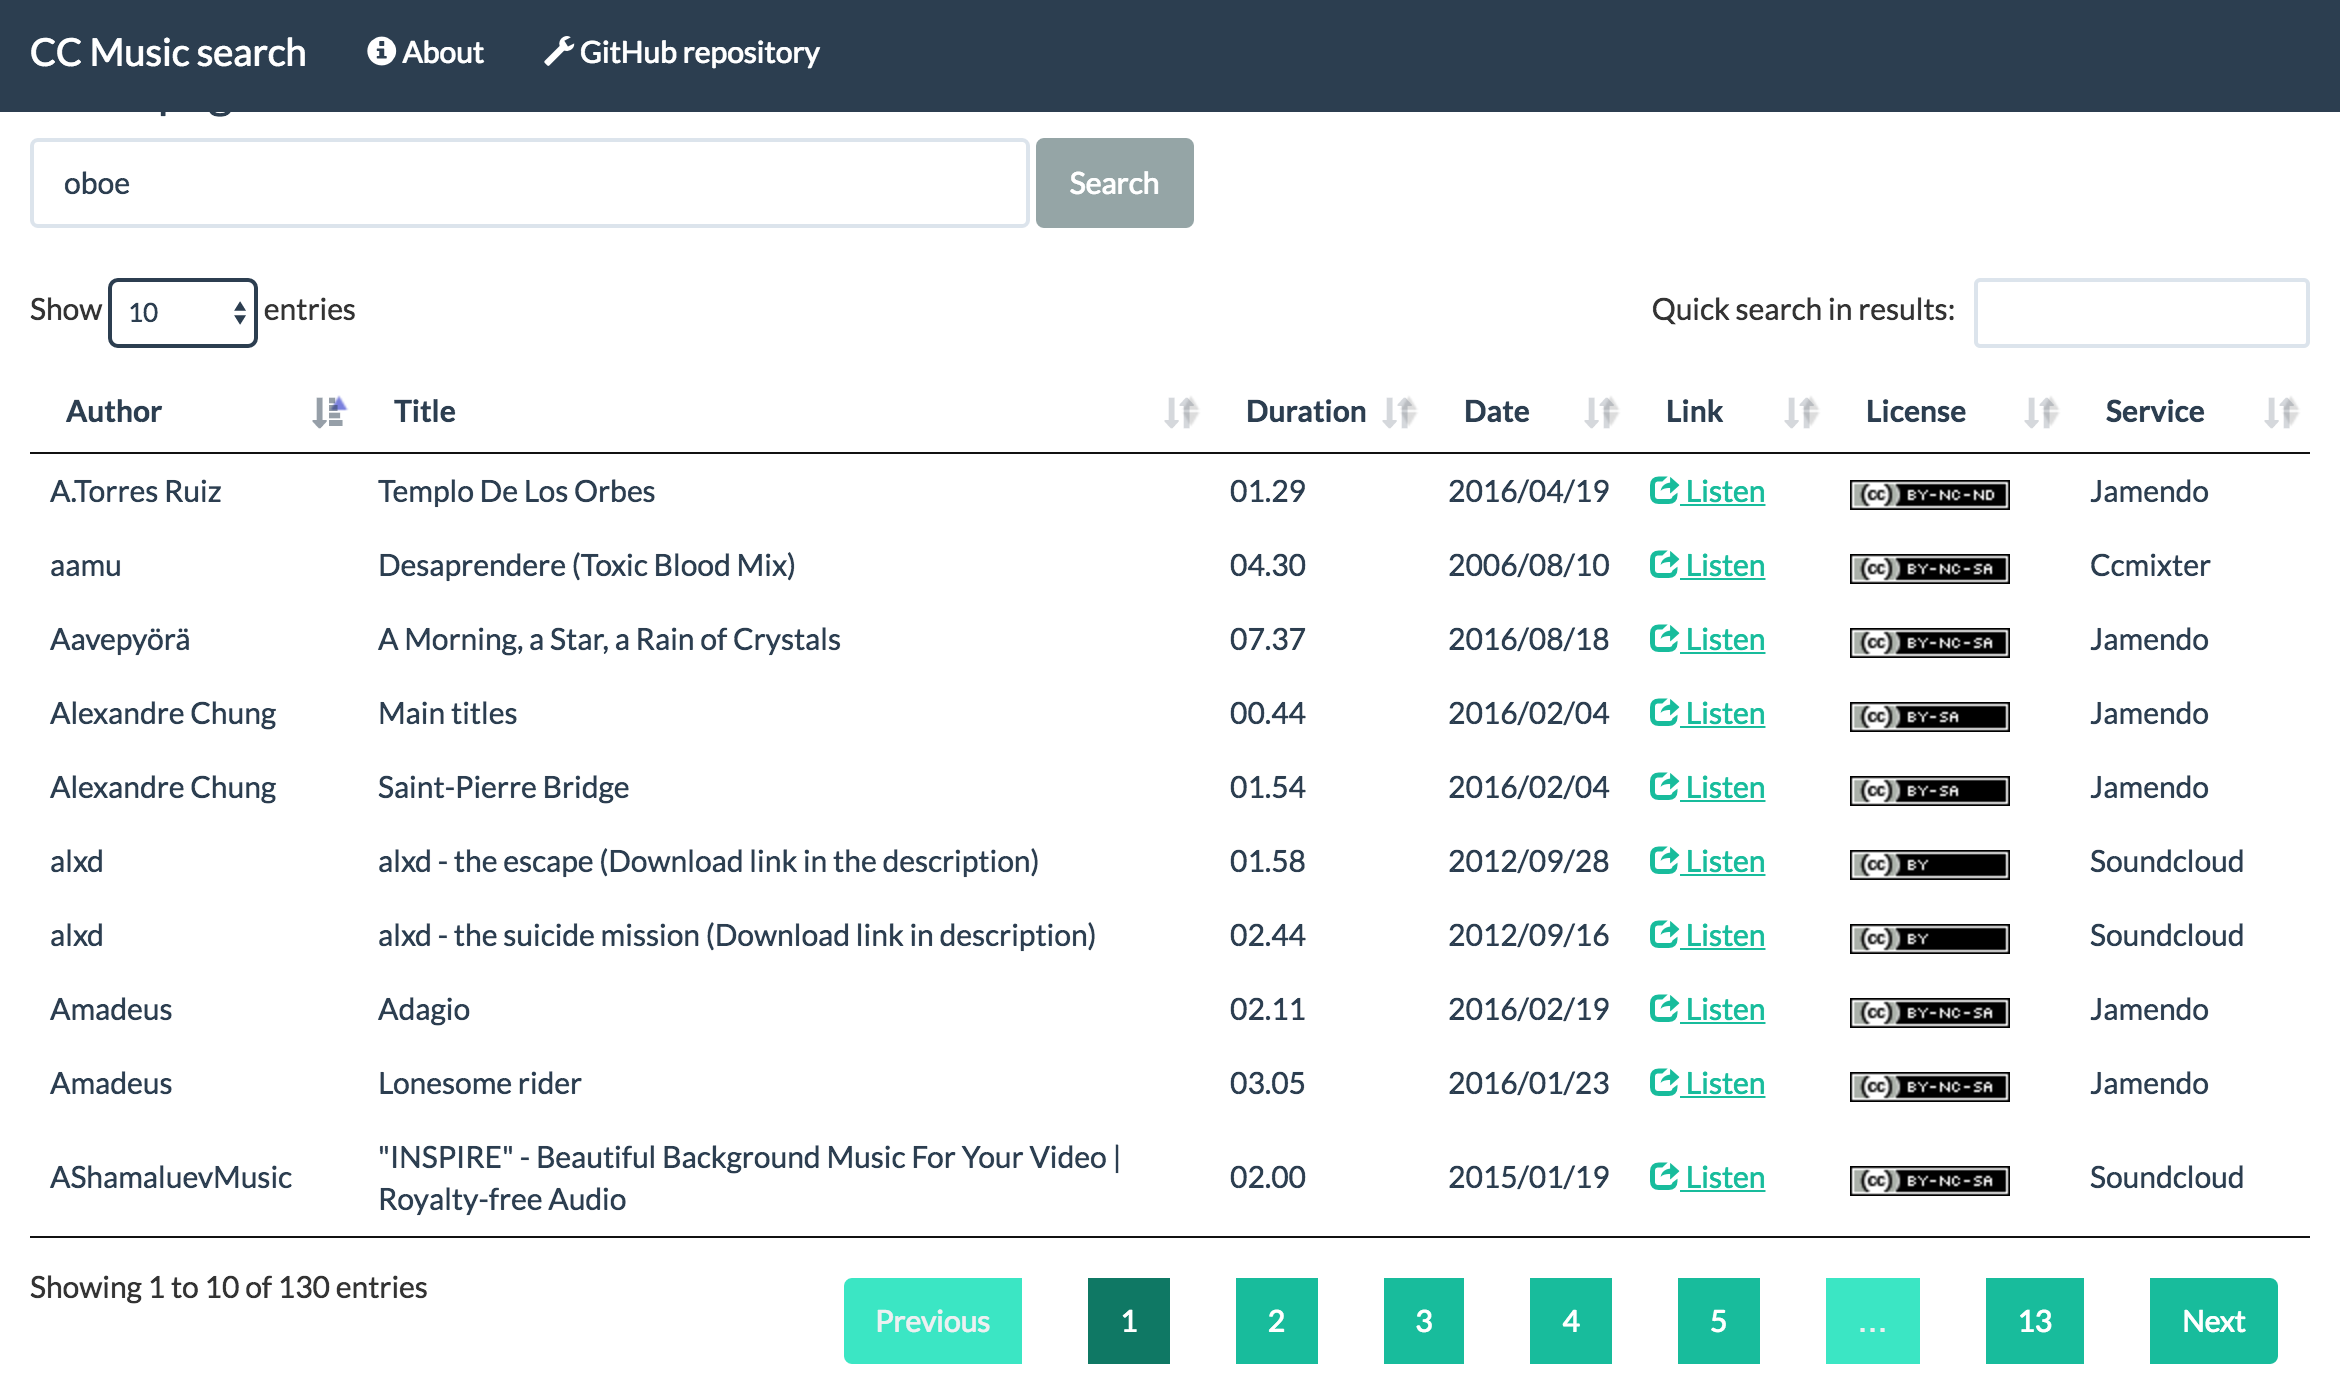 CC Music search About GitHub repository
oboe Search
Show 10 entries Quick search in results:
Author Title Duration Date Link License Service
A.Torres Ruiz Templo De Los Orbes 01.29 2016/04/19 Listen (cc) BY-NC-ND Jamendo
aamu Desaprendere (Toxic Blood Mix) 04.30 2006/08/10 Listen (cc) BY-NC-SA Ccmixter
Aavepyörä A Morning, a Star, a Rain of Crystals 07.37 2016/08/18 Listen (cc) BY-NC-SA Jamendo
Alexandre Chung Main titles 00.44 2016/02/04 Listen (cc) BY-SA Jamendo
Alexandre Chung Saint-Pierre Bridge 01.54 2016/02/04 Listen (cc) BY-SA Jamendo
alxd alxd - the escape (Download link in the description) 01.58 2012/09/28 Listen (cc) BY Soundcloud
alxd alxd - the suicide mission (Download link in description) 02.44 2012/09/16 Listen (cc) BY Soundcloud
Amadeus Adagio 02.11 2016/02/19 Listen (cc) BY-NC-SA Jamendo
Amadeus Lonesome rider 03.05 2016/01/23 Listen (cc) BY-NC-SA Jamendo
AShamaluevMusic "INSPIRE" - Beautiful Background Music For Your Video | 02.00 2015/01/19 Listen (cc) BY-NC-SA Soundcloud
Royalty-free Audio
Showing 1 to 10 of 130 entries Previous 1 2 3 4 5 ... 13 Next